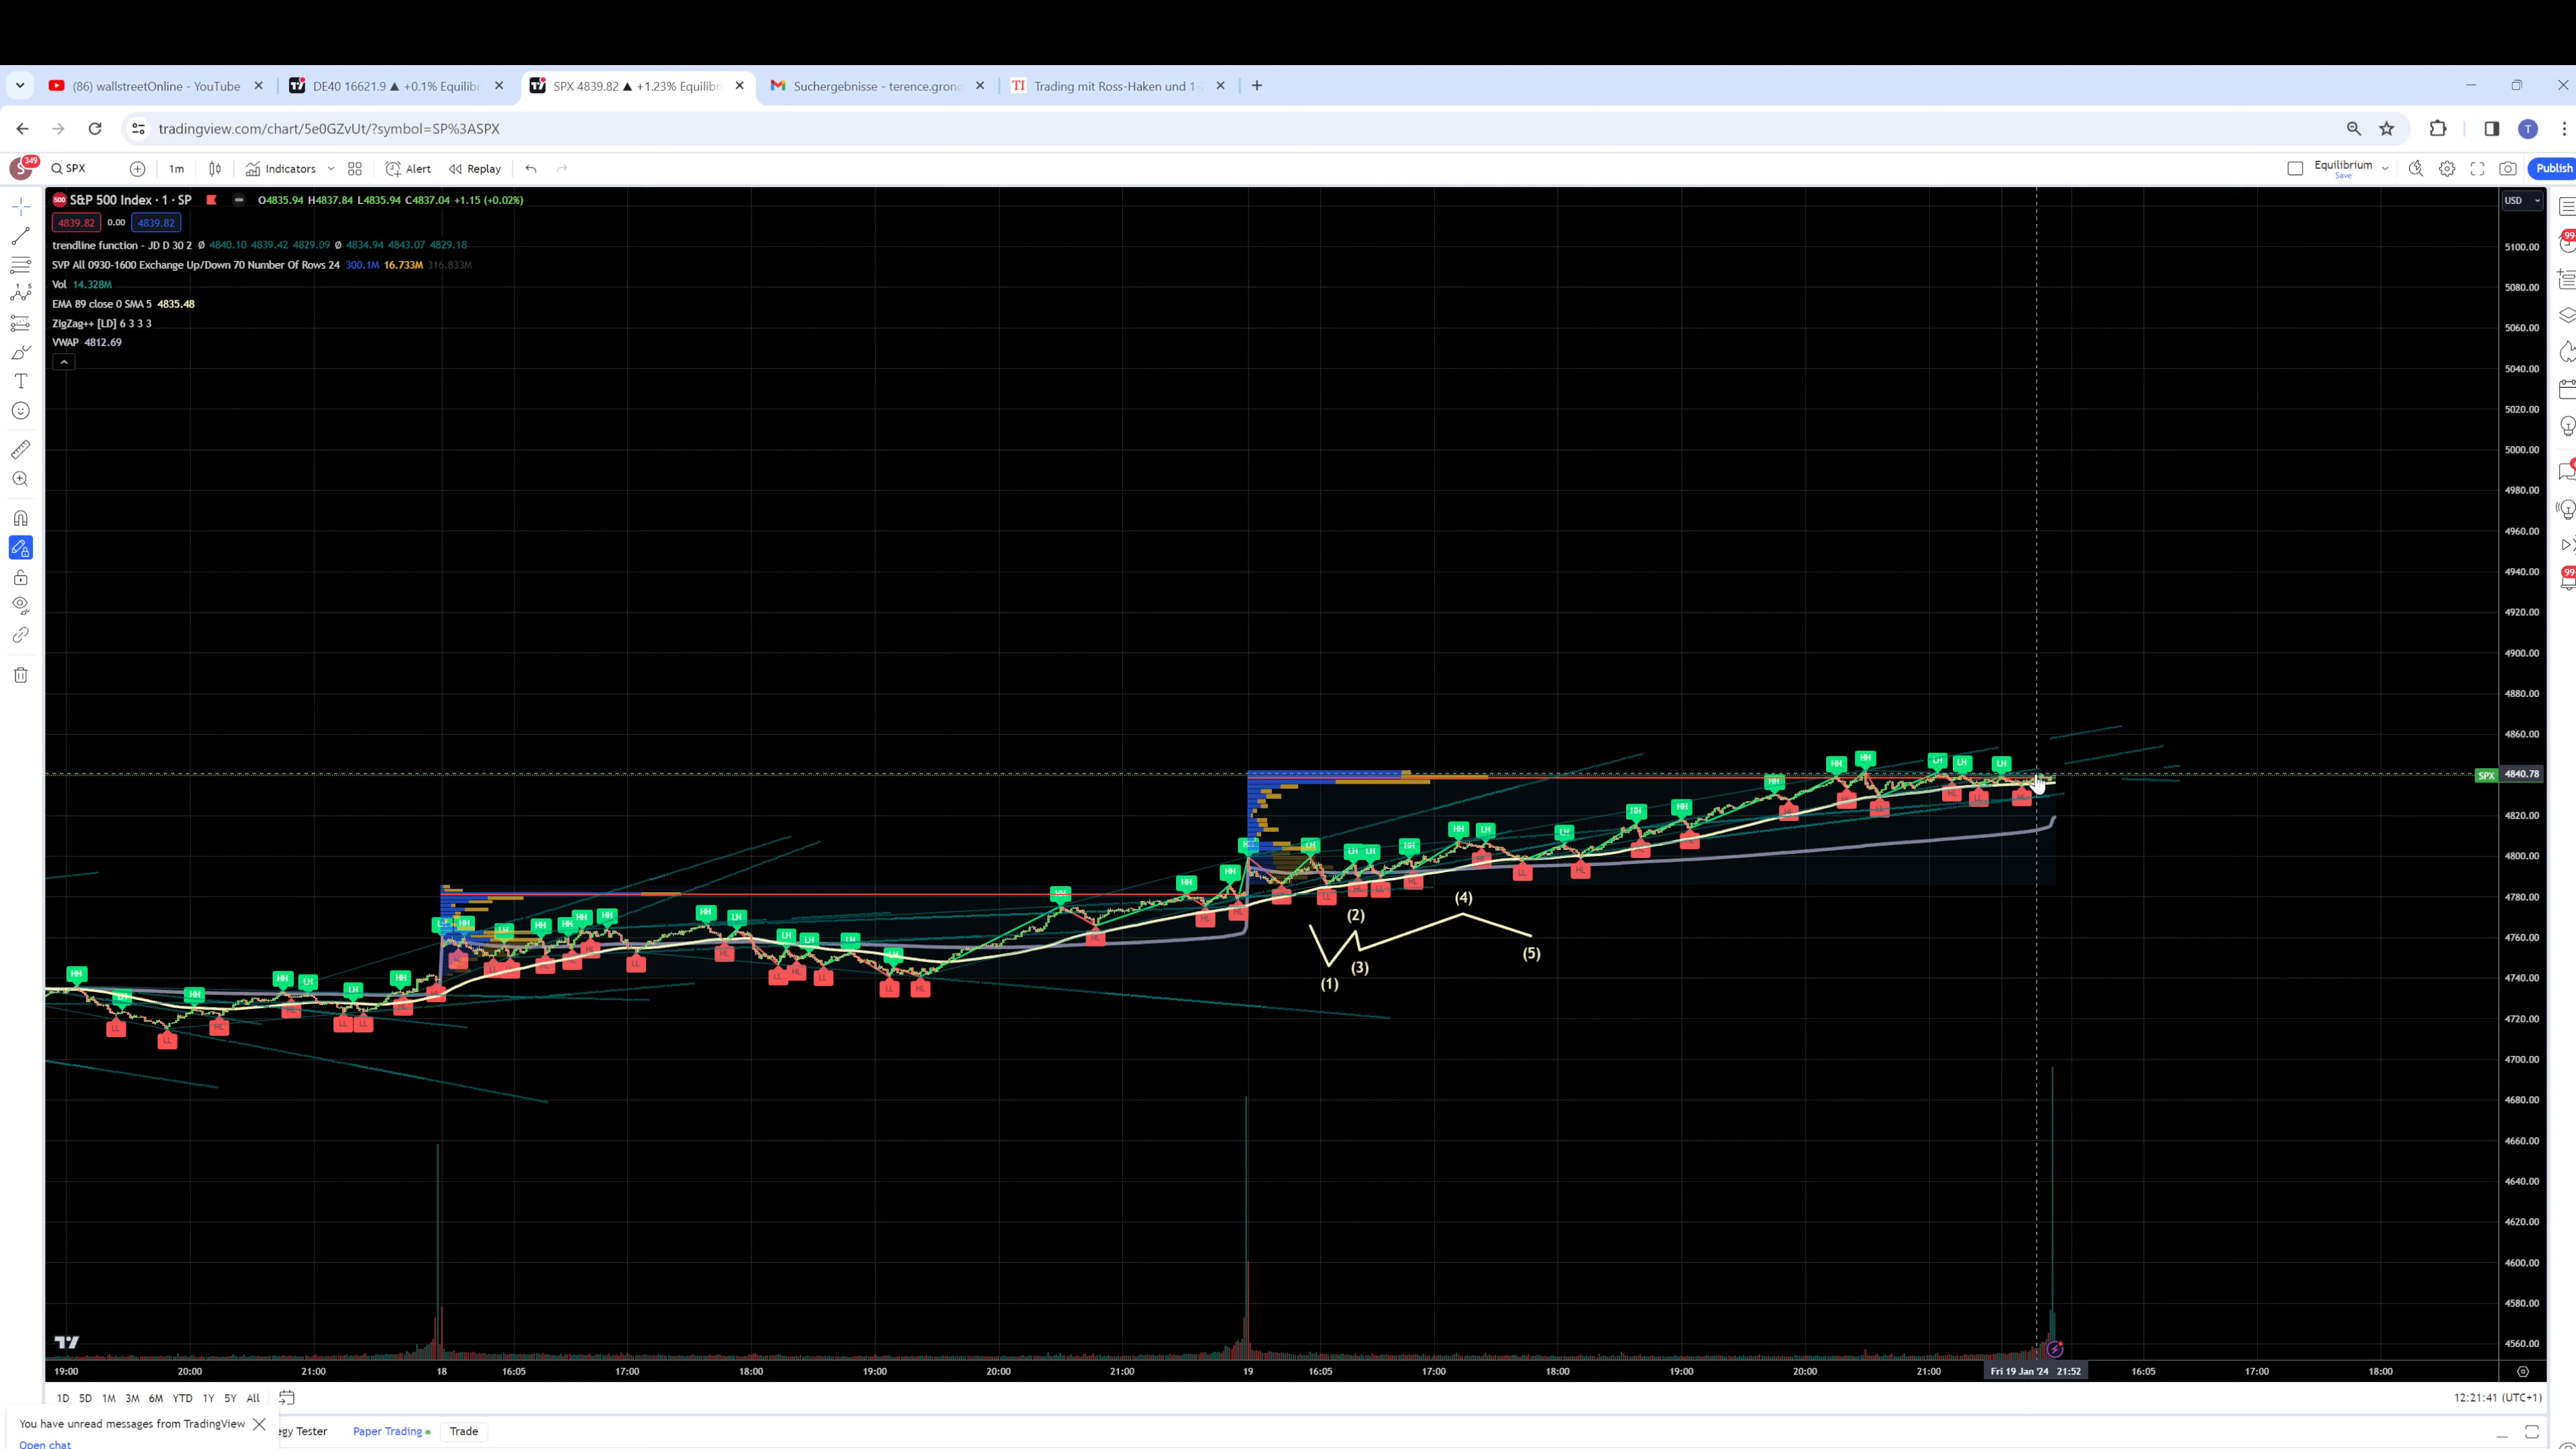 (86) wallstreetOnline - YouTube
DE40 16621.9 ▲ +0.1% Equilibr
SPX 4839.82 ▲ +1.23% Equilibr
Suchergebnisse - terence.gron
Trading mit Ross-Haken und 1-
tradingview.com/chart/5e0GZvUt/?symbol=SP%3ASPX
T
S 349
SPX
1m
Indicators
Alert
Replay
Equilibrium
Save
Publish
S&P 500 Index · 1 · SP
O4835.94 H4837.84 L4835.94 C4837.04 +1.15 (+0.02%)
4839.82 0.00 4839.82
trendline function - JD D 30 2 Ø 4840.10 4839.42 4829.09 Ø 4834.94 4843.07 4829.18
SVP All 0930-1600 Exchange Up/Down 70 Number Of Rows 24 300.1M 16.733M 316.833M
Vol 14.328M
EMA 89 close 0 SMA 5 4835.48
ZigZag++ [LD] 6 3 3 3
VWAP 4812.69
USD
5100.00
5080.00
5060.00
5040.00
5020.00
5000.00
4980.00
4960.00
4940.00
4920.00
4900.00
4880.00
4860.00
SPX 4840.78
4820.00
4800.00
4780.00
4760.00
4740.00
4720.00
4700.00
4680.00
4660.00
4640.00
4620.00
4600.00
4580.00
4560.00
(1)
(2)
(3)
(4)
(5)
19:00 20:00 21:00 18 16:05 17:00 18:00 19:00 20:00 21:00 19 16:05 17:00 18:00 19:00 20:00 21:00 Fri 19 Jan '24 21:52 16:05 17:00 18:00
1D 5D 1M 3M 6M YTD 1Y 5Y All
12:21:41 (UTC+1)
You have unread messages from TradingView
Open chat
egy Tester
Paper Trading
Trade